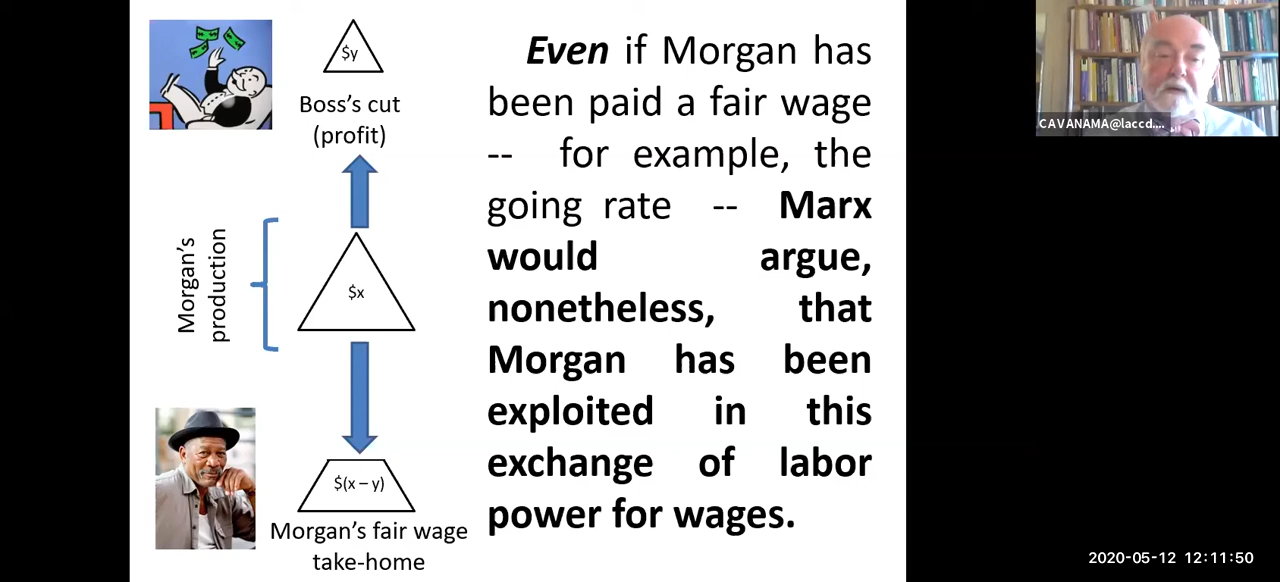 $y
Boss's cut
(profit)
Morgan's
production
$x
$(x – y)
Morgan's fair wage
take-home
Even if Morgan has
been paid a fair wage
-- for example, the
going rate -- Marx
would argue,
nonetheless, that
Morgan has been
exploited in this
exchange of labor
power for wages.
CAVANAMA@laccd....
2020-05-12 12:11:50